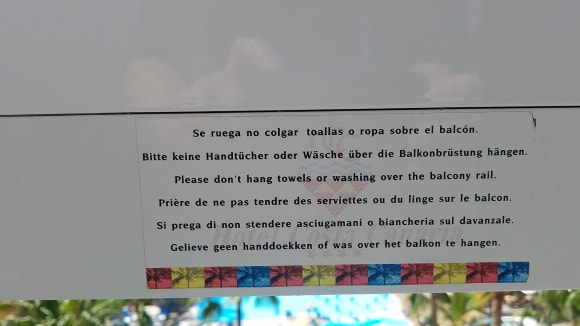 Se ruega no colgar toallas o ropa sobre el balcón.
Bitte keine Handtücher oder Wäsche über die Balkonbrüstung hängen.
Please don't hang towels or washing over the balcony rail.
Prière de ne pas tendre des serviettes ou du linge sur le balcon.
Si prega di non stendere asciugamani o biancheria sul davanzale.
Hotel Costa Canaria
Gelieve geen handdoekken of was over het balkon te hangen.